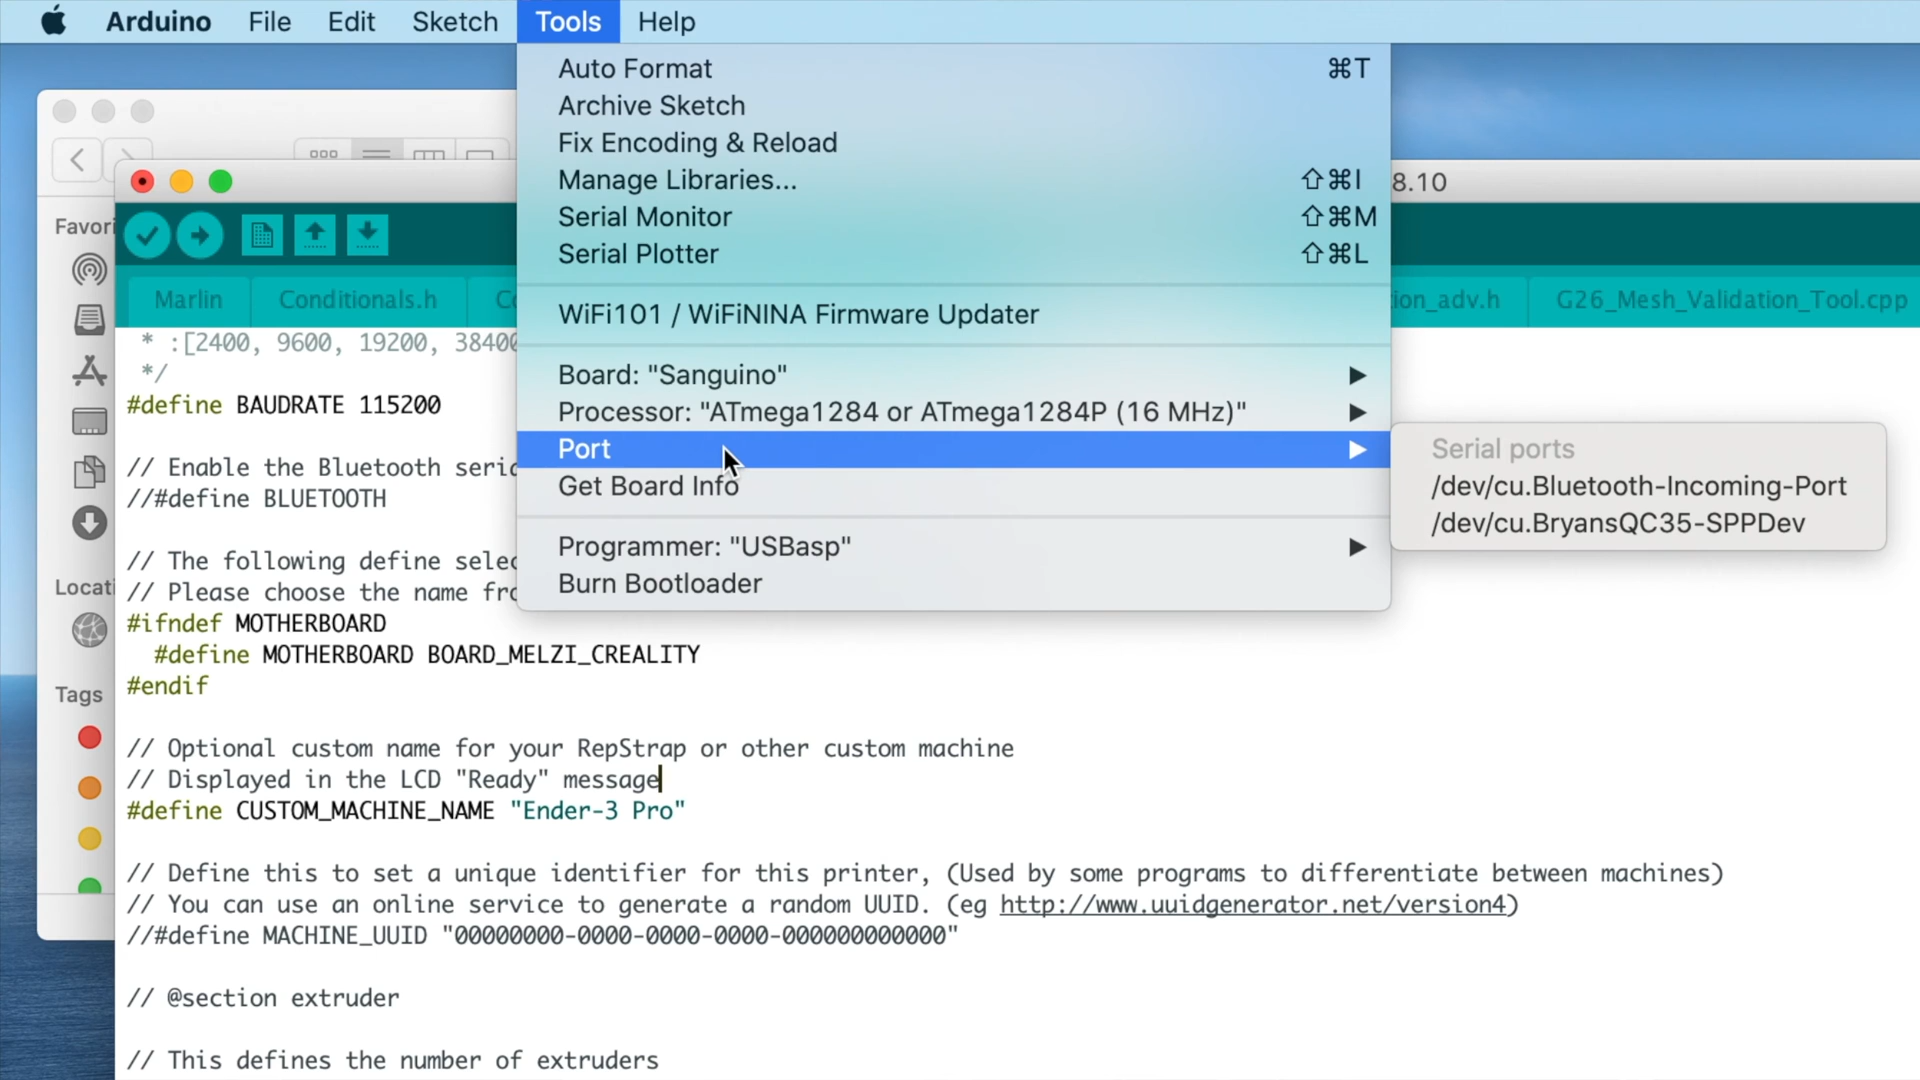 Arduino File Edit Sketch Tools Help
Auto Format ⌘T
Archive Sketch
Fix Encoding & Reload
Manage Libraries... ⇧⌘I
Serial Monitor ⇧⌘M
Serial Plotter ⇧⌘L
WiFi101 / WiFiNINA Firmware Updater
Board: "Sanguino"
Processor: "ATmega1284 or ATmega1284P (16 MHz)"
Port
Get Board Info
Programmer: "USBasp"
Burn Bootloader
Serial ports
/dev/cu.Bluetooth-Incoming-Port
/dev/cu.BryansQC35-SPPDev
8.10
Favori
Locati
Tags
Marlin Conditionals.h Co ion_adv.h G26_Mesh_Validation_Tool.cpp
* :[2400, 9600, 19200, 38400
*/
#define BAUDRATE 115200
// Enable the Bluetooth seri
//#define BLUETOOTH
// The following define selec
// Please choose the name fro
#ifndef MOTHERBOARD
#define MOTHERBOARD BOARD_MELZI_CREALITY
#endif
// Optional custom name for your RepStrap or other custom machine
// Displayed in the LCD "Ready" message
#define CUSTOM_MACHINE_NAME "Ender-3 Pro"
// Define this to set a unique identifier for this printer, (Used by some programs to differentiate between machines)
// You can use an online service to generate a random UUID. (eg http://www.uuidgenerator.net/version4)
//#define MACHINE_UUID "00000000-0000-0000-0000-000000000000"
// @section extruder
// This defines the number of extruders